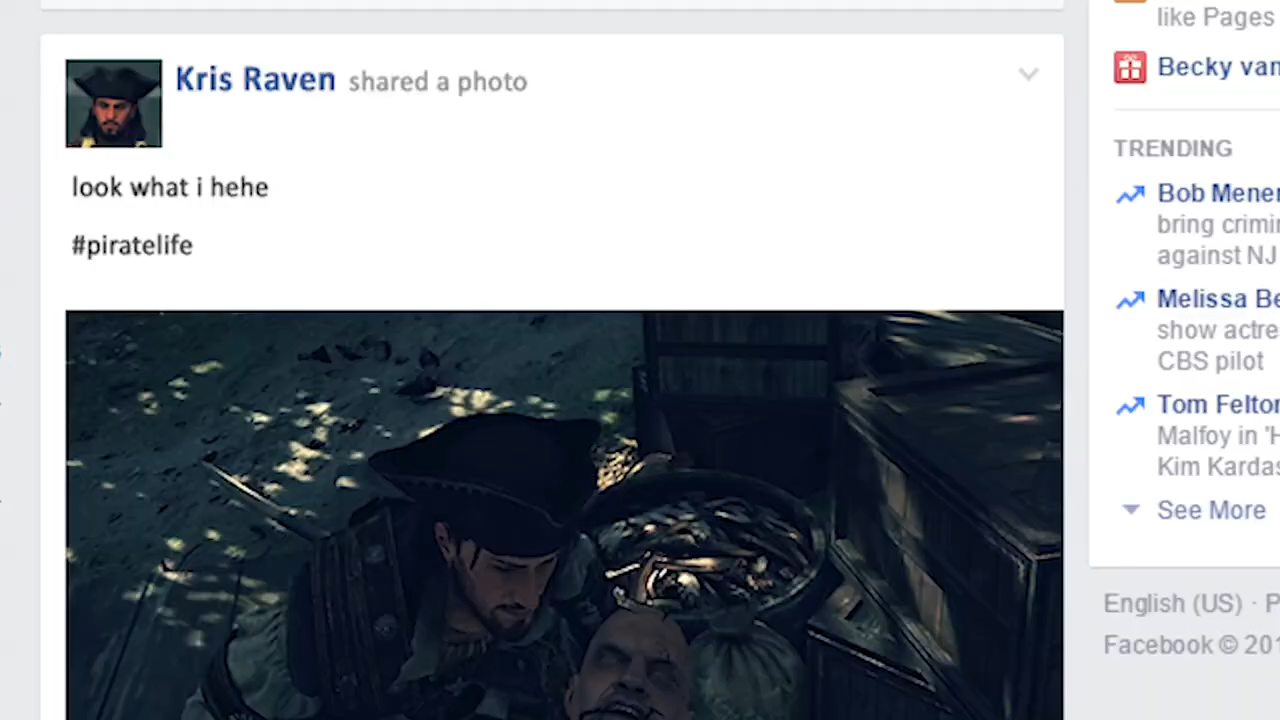 Kris Raven shared a photo
look what i hehe
#piratelife
like Pages
Becky van
TRENDING
Bob Menen
bring crimin
against NJ
Melissa Be
show actre
CBS pilot
Tom Felton
Malfoy in 'H
Kim Kardas
See More
English (US) · P
Facebook © 201